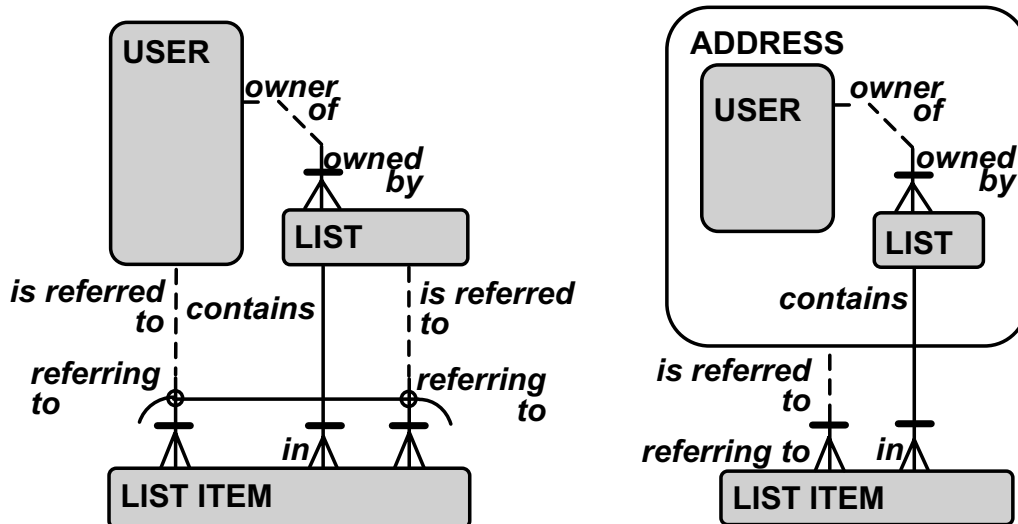 USER
owner
of
owned
by
LIST
is referred
to
contains
is referred
to
referring
to
referring
to
in
LIST ITEM
ADDRESS
USER
owner
of
owned
by
LIST
contains
is referred
to
referring to
in
LIST ITEM